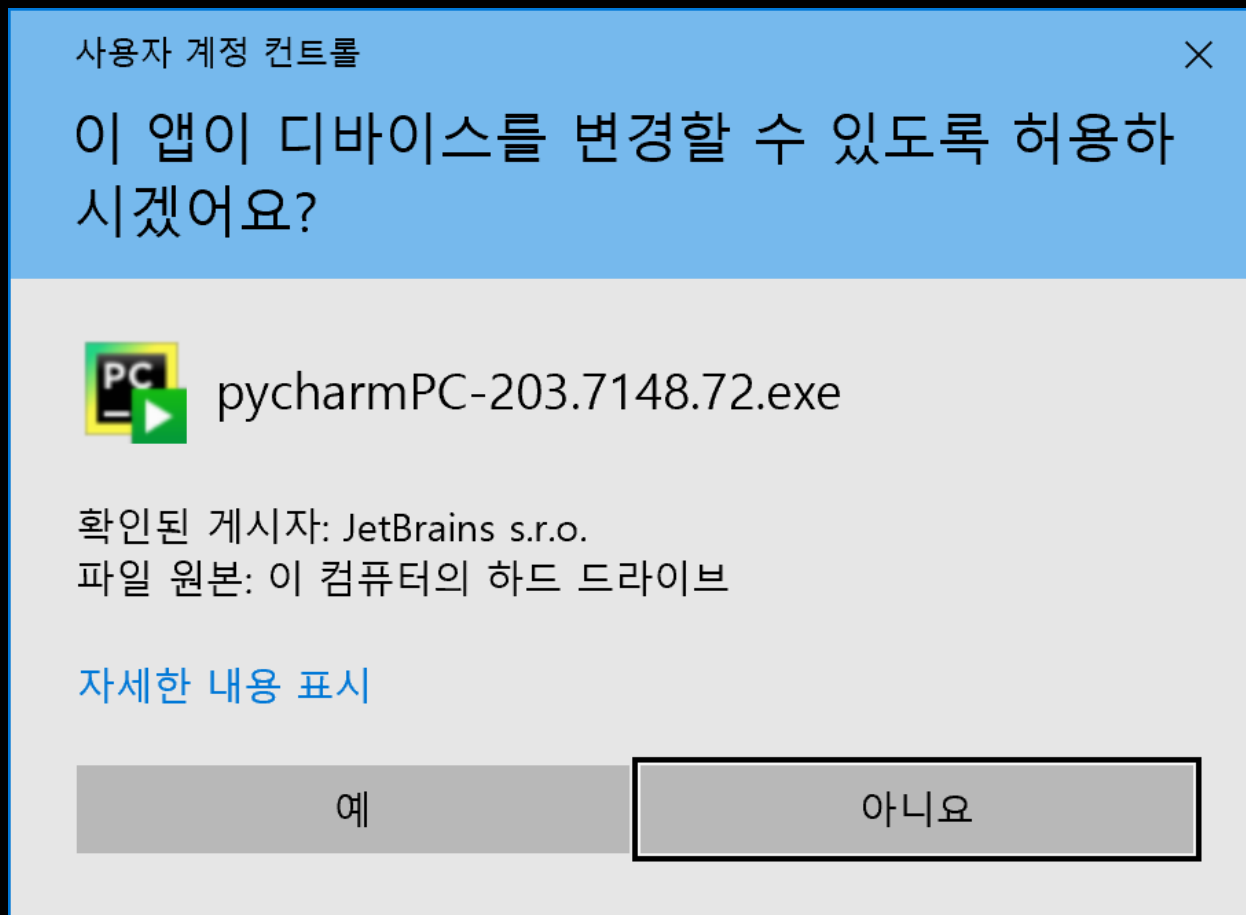 사용자 계정 컨트롤
이 앱이 디바이스를 변경할 수 있도록 허용하
시겠어요?
PC
pycharmPC-203.7148.72.exe
확인된 게시자: JetBrains s.r.o.
파일 원본: 이 컴퓨터의 하드 드라이브
자세한 내용 표시
예
아니요